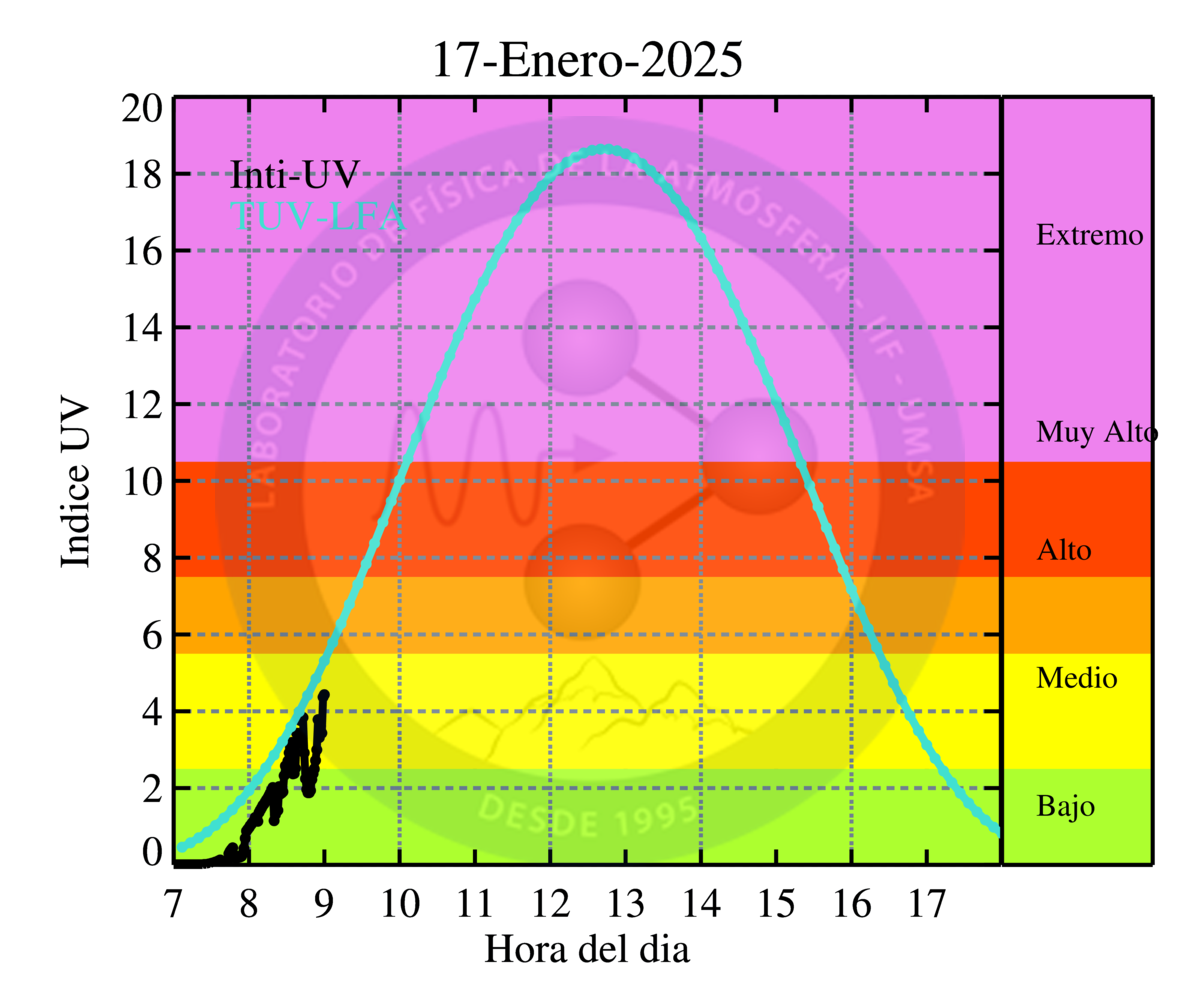 17-Enero-2025
20
18
16
14
12
10
8
6
4
2
0
Indice UV
Inti-UV
TUV-LFA
LABORATORIO DE FÍSICA DE LA ATMÓSFERA - IIF - UMSA
DESDE 1995
Extremo
Muy Alto
Alto
Medio
Bajo
7 8 9 10 11 12 13 14 15 16 17
Hora del dia